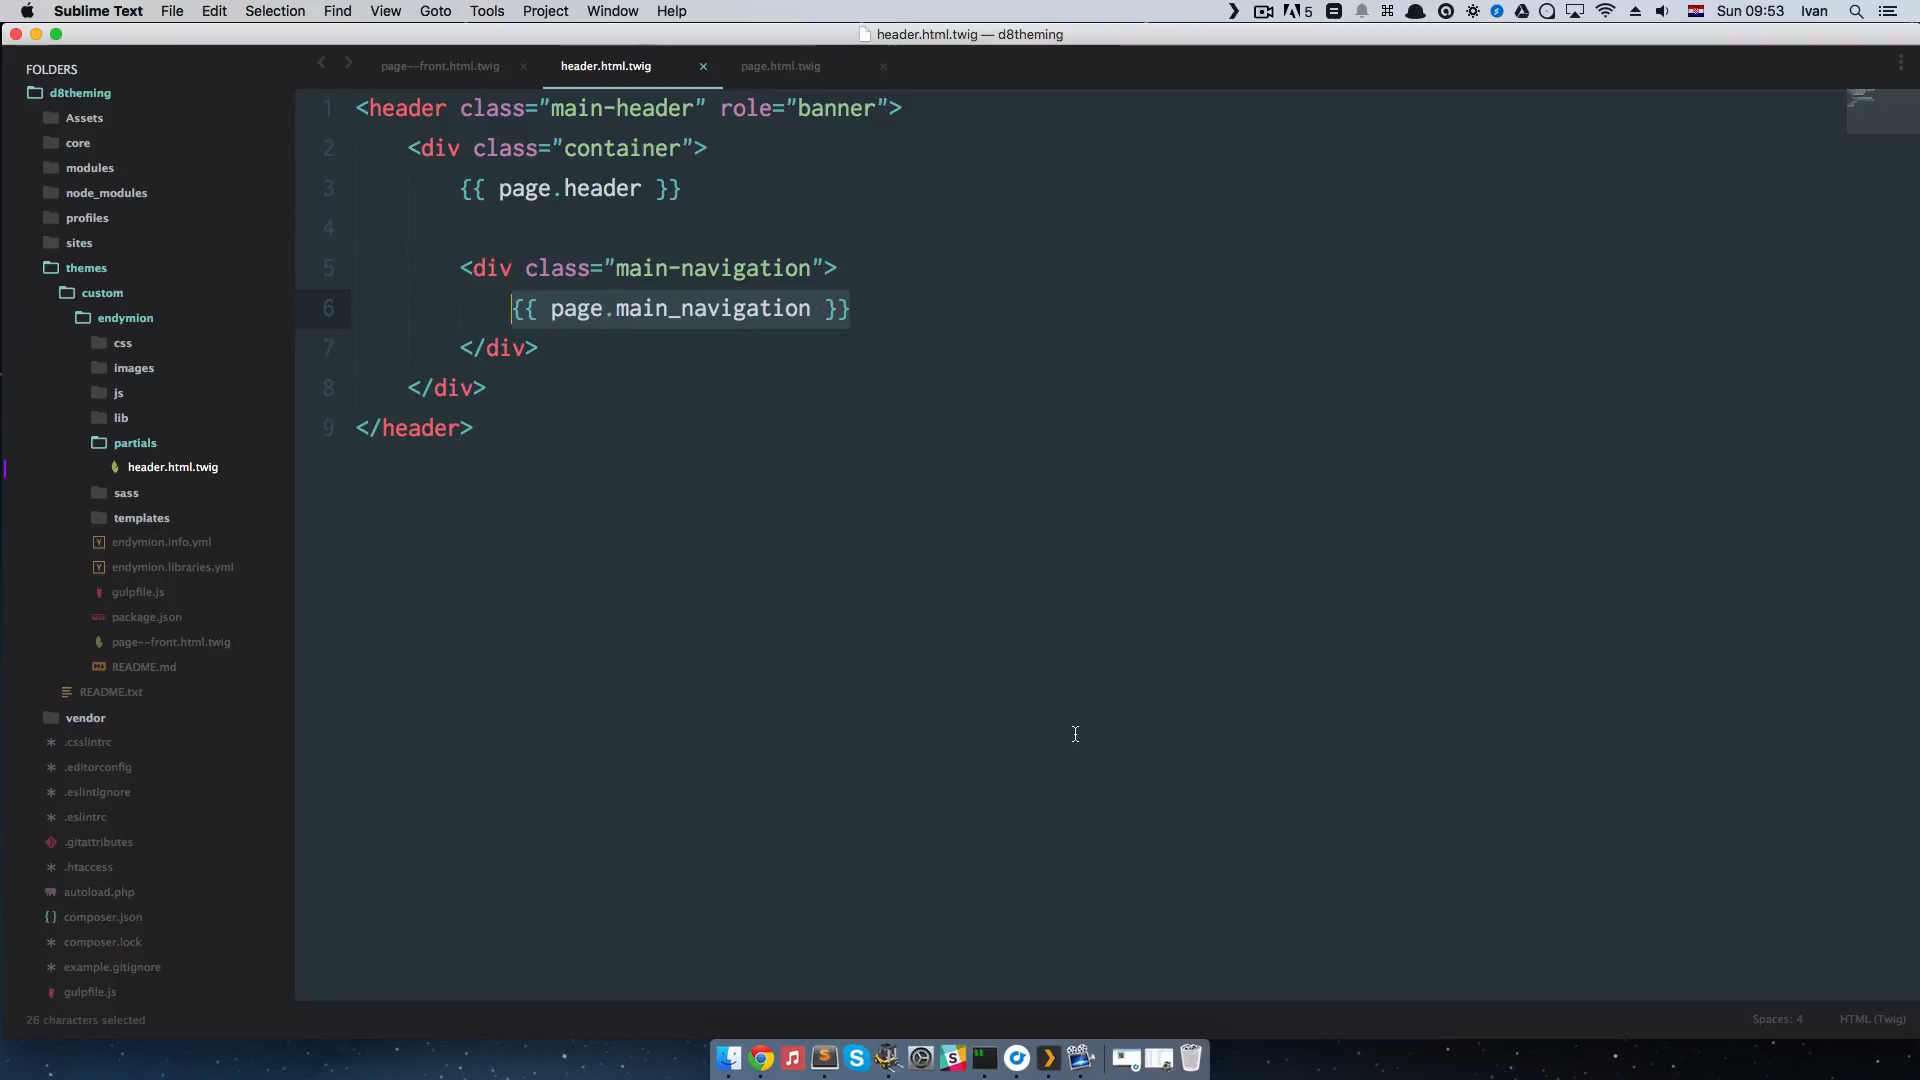 Sublime Text File Edit Selection Find View Goto Tools Project Window Help 5 Sun 09:53 Ivan
header.html.twig — d8theming
FOLDERS
d8theming
Assets
core
modules
node_modules
profiles
sites
themes
custom
endymion
css
images
js
lib
partials
header.html.twig
sass
templates
endymion.info.yml
endymion.libraries.yml
gulpfile.js
package.json
page--front.html.twig
README.md
README.txt
vendor
.csslintrc
.editorconfig
.eslintignore
.eslintrc
.gitattributes
.htaccess
autoload.php
composer.json
composer.lock
example.gitignore
gulpfile.js
page--front.html.twig header.html.twig page.html.twig
1 <header class="main-header" role="banner">
2 <div class="container">
3 {{ page.header }}
4
5 <div class="main-navigation">
6 {{ page.main_navigation }}
7 </div>
8 </div>
9 </header>
26 characters selected Spaces: 4 HTML (Twig)